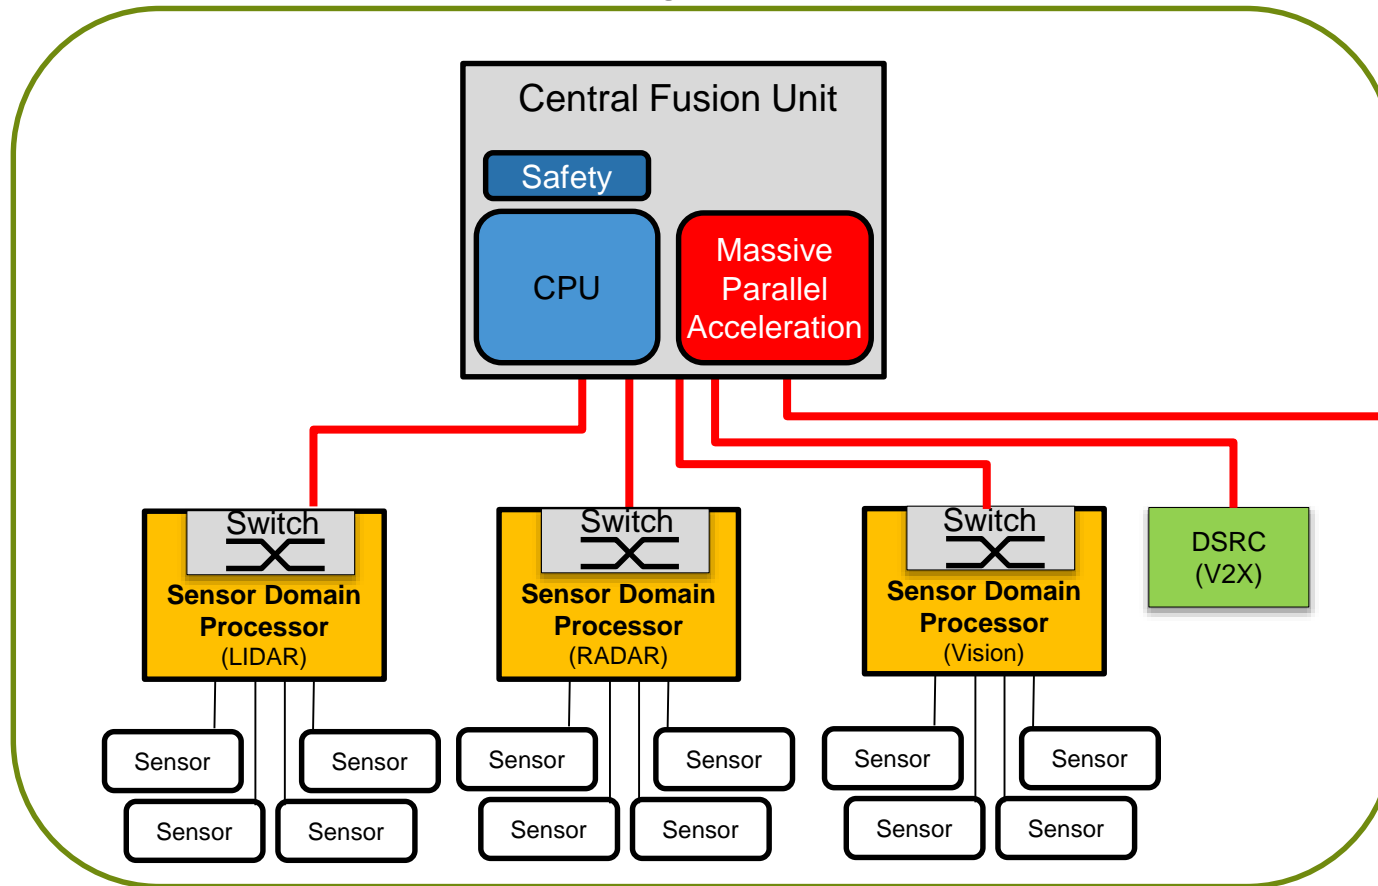 Central Fusion Unit
Safety
CPU
Massive
Parallel
Acceleration
Switch
Sensor Domain
Processor
(LIDAR)
Switch
Sensor Domain
Processor
(RADAR)
Switch
Sensor Domain
Processor
(Vision)
DSRC
(V2X)
Sensor
Sensor
Sensor
Sensor
Sensor
Sensor
Sensor
Sensor
Sensor
Sensor
Sensor
Sensor